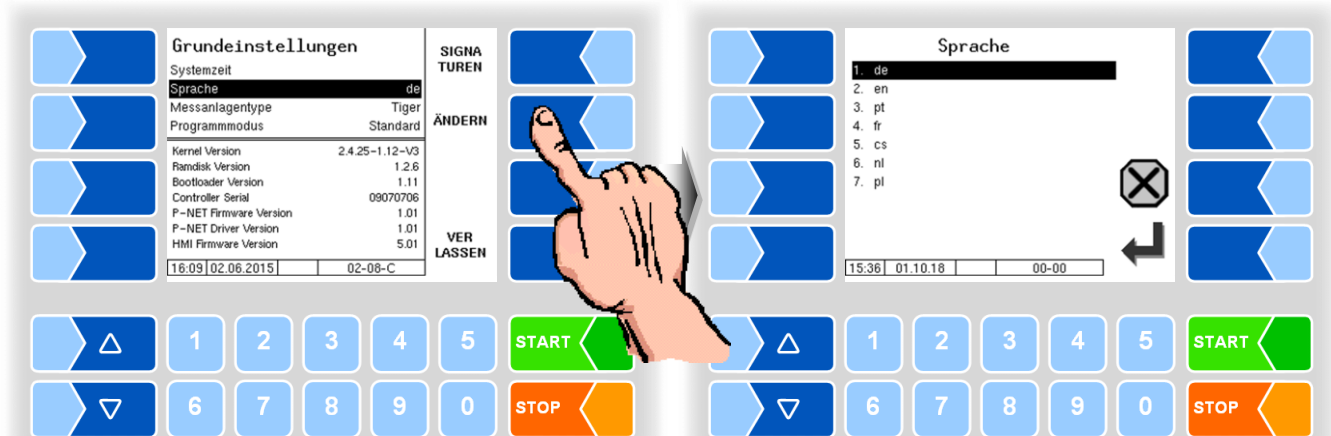 Grundeinstellungen
Systemzeit
Sprache de
Messanlagentype Tiger
Programmmodus Standard
Kernel Version 2.4.25-1.12-V3
Ramdisk Version 1.2.6
Bootloader Version 1.11
Controller Serial 09070706
P-NET Firmware Version 1.01
P-NET Driver Version 1.01
HMI Firmware Version 5.01
16:09 02.06.2015 02-08-C
SIGNA
TUREN
ÄNDERN
VER
LASSEN
1 2 3 4 5 START
6 7 8 9 0 STOP
Sprache
1. de
2. en
3. pt
4. fr
5. cs
6. nl
7. pl
15:36 01.10.18 00-00
1 2 3 4 5 START
6 7 8 9 0 STOP